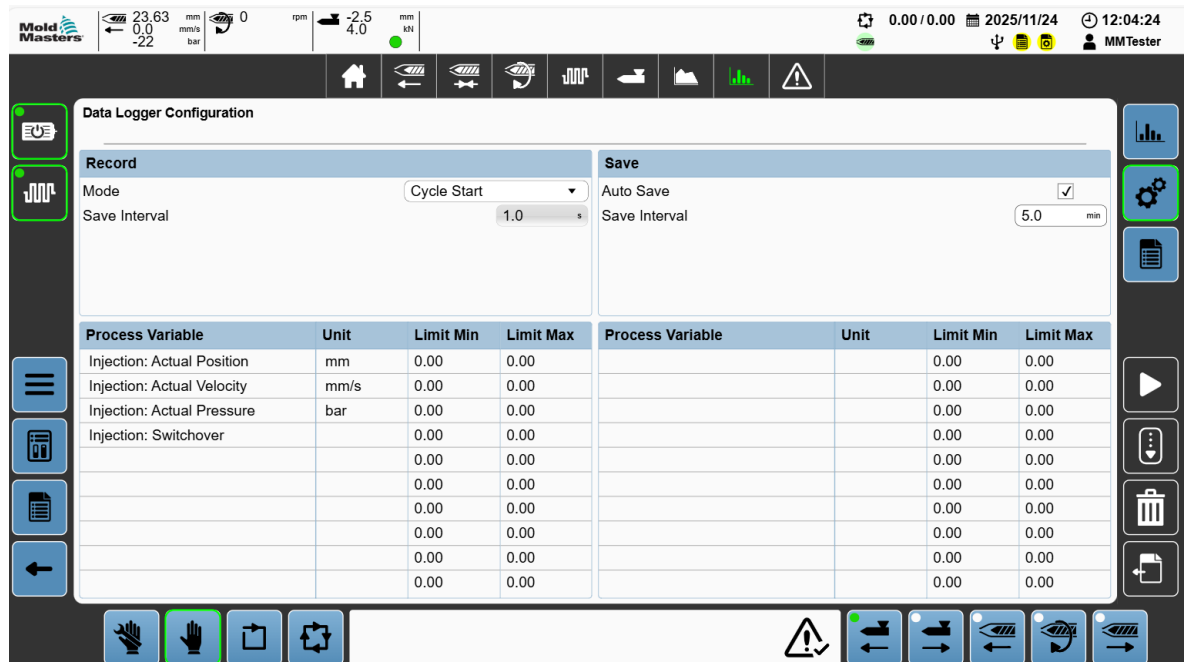 Mold Masters
23.63 mm 0 rpm -2.5 mm 0.00 / 0.00 2025/11/24 12:04:24
0.0 mm/s 4.0 kN
-22 bar MMTester
Data Logger Configuration
Record Save
Mode Cycle Start Auto Save
Save Interval 1.0 s Save Interval 5.0 min
Process Variable Unit Limit Min Limit Max Process Variable Unit Limit Min Limit Max
Injection: Actual Position mm 0.00 0.00 0.00 0.00
Injection: Actual Velocity mm/s 0.00 0.00 0.00 0.00
Injection: Actual Pressure bar 0.00 0.00 0.00 0.00
Injection: Switchover 0.00 0.00 0.00 0.00
0.00 0.00 0.00 0.00
0.00 0.00 0.00 0.00
0.00 0.00 0.00 0.00
0.00 0.00 0.00 0.00
0.00 0.00 0.00 0.00
0.00 0.00 0.00 0.00